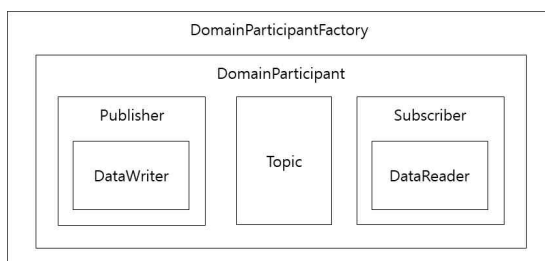 DomainParticipantFactory
DomainParticipant
Publisher
DataWriter
Topic
Subscriber
DataReader